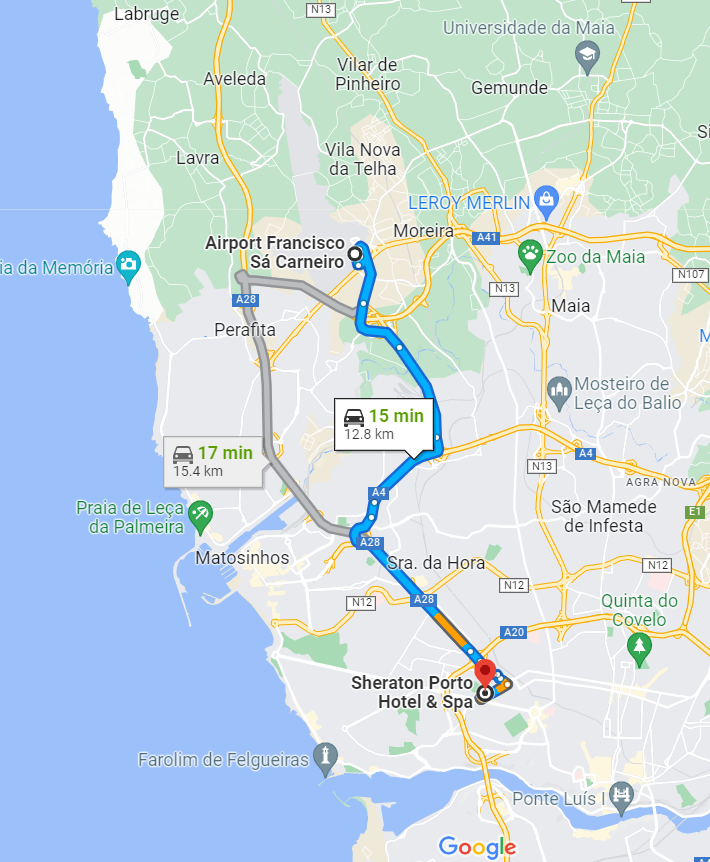 N13
Labruge
Universidade da Maia
Vilar de
Pinheiro
Aveleda
Gemunde
Vila Nova
da Telha
Lavra
LEROY MERLIN
Moreira
A41
Airport Francisco
Sá Carneiro
Zoo da Maia
ia da Memória
N107
N13
A28
Maia
Perafita
Mosteiro de
Leça do Balio
15 min
12.8 km
17 min
15.4 km
A4
N13
AGRA NOVA
A4
Praia de Leça
da Palmeira
São Mamede
de Infesta
E1
A28
Matosinhos
Sra. da Hora
N12
N12
N12
A28
Quinta do
Covelo
A20
Sheraton Porto
Hotel & Spa
Farolim de Felgueiras
Ponte Luís I
Google